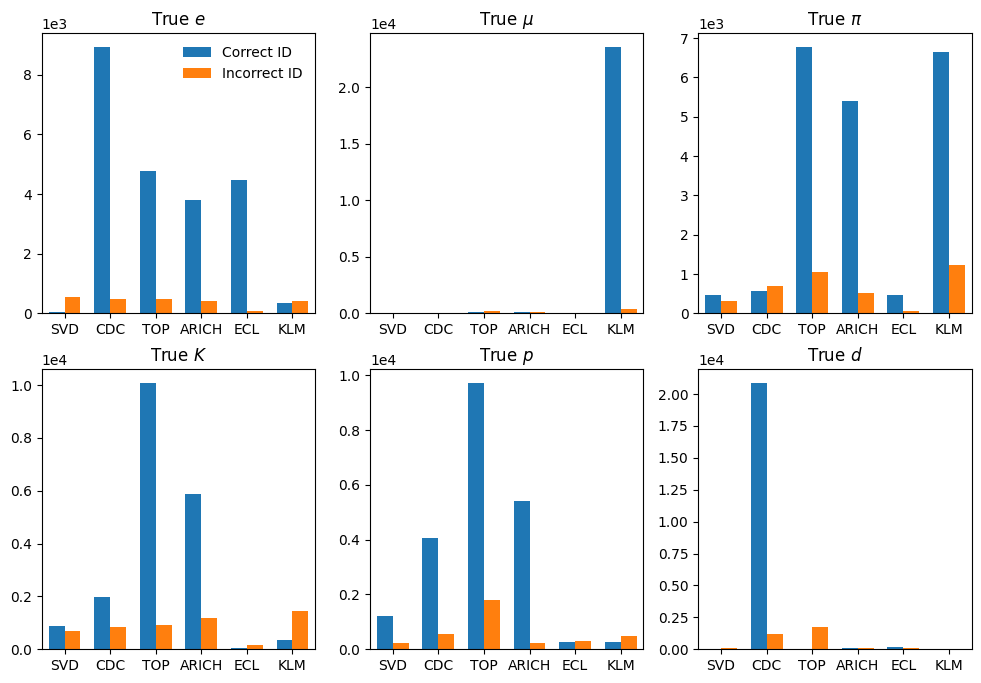 True e
1e3
8
6
4
2
0
Correct ID
Incorrect ID
SVD CDC TOP ARICH ECL KLM
True μ
1e4
2.0
1.5
1.0
0.5
0.0
SVD CDC TOP ARICH ECL KLM
True π
1e3
7
6
5
4
3
2
1
0
SVD CDC TOP ARICH ECL KLM
True K
1e4
1.0
0.8
0.6
0.4
0.2
0.0
SVD CDC TOP ARICH ECL KLM
True p
1e4
1.0
0.8
0.6
0.4
0.2
0.0
SVD CDC TOP ARICH ECL KLM
True d
1e4
2.00
1.75
1.50
1.25
1.00
0.75
0.50
0.25
0.00
SVD CDC TOP ARICH ECL KLM